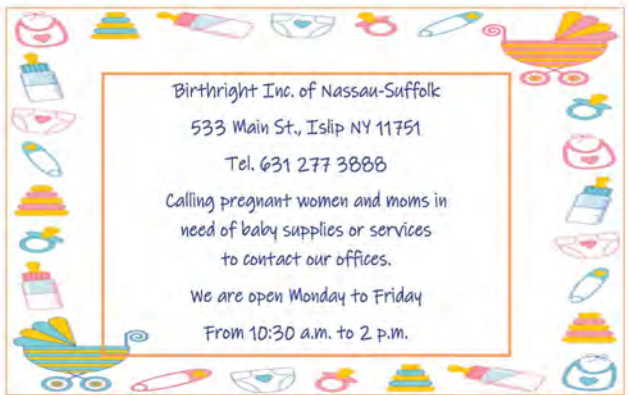 Birthright Inc. of Nassau-Suffolk
533 Main St., Islip NY 11751
Tel. 631 277 3888
Calling pregnant women and moms in
need of baby supplies or services
to contact our offices.
We are open Monday to Friday
From 10:30 a.m. to 2 p.m.